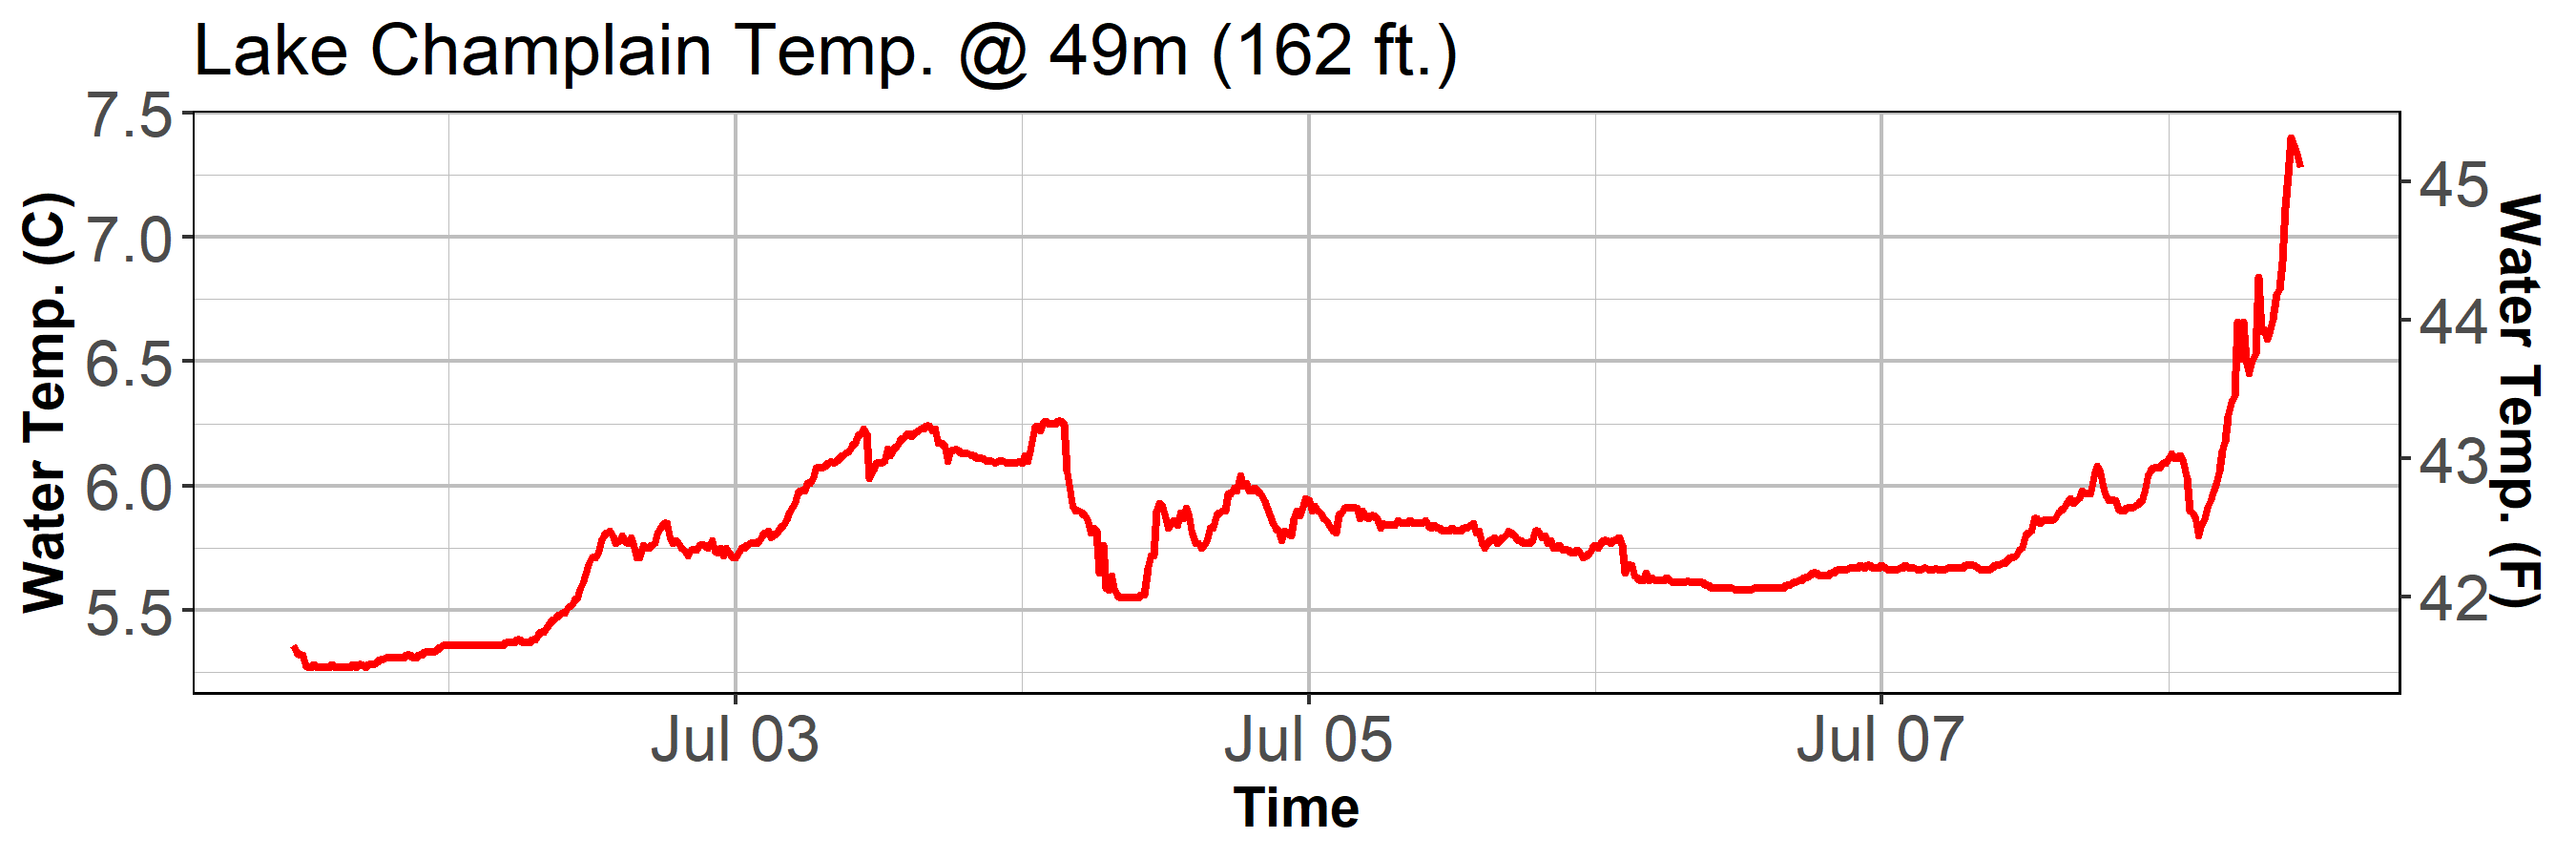 Lake Champlain Temp. @ 49m (162 ft.)
Water Temp. (C)
7.5
7.0
6.5
6.0
5.5
45
44
43
42
Water Temp. (F)
Jul 03 Jul 05 Jul 07
Time